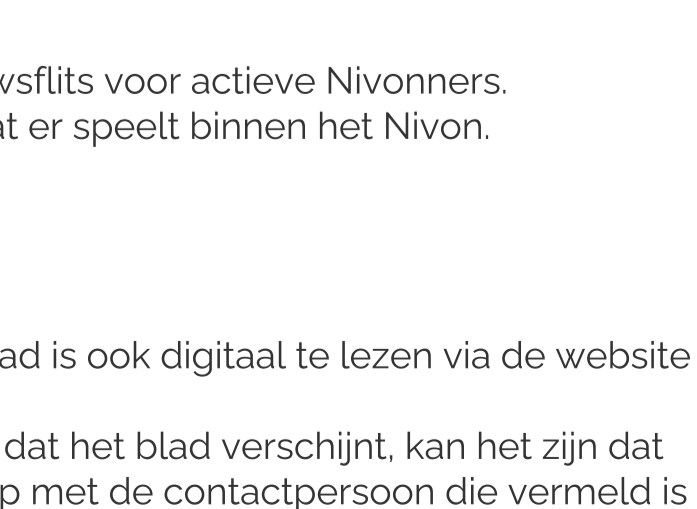 wsflits voor actieve Nivonners.
at er speelt binnen het Nivon.
ad is ook digitaal te lezen via de website
dat het blad verschijnt, kan het zijn dat
p met de contactpersoon die vermeld is